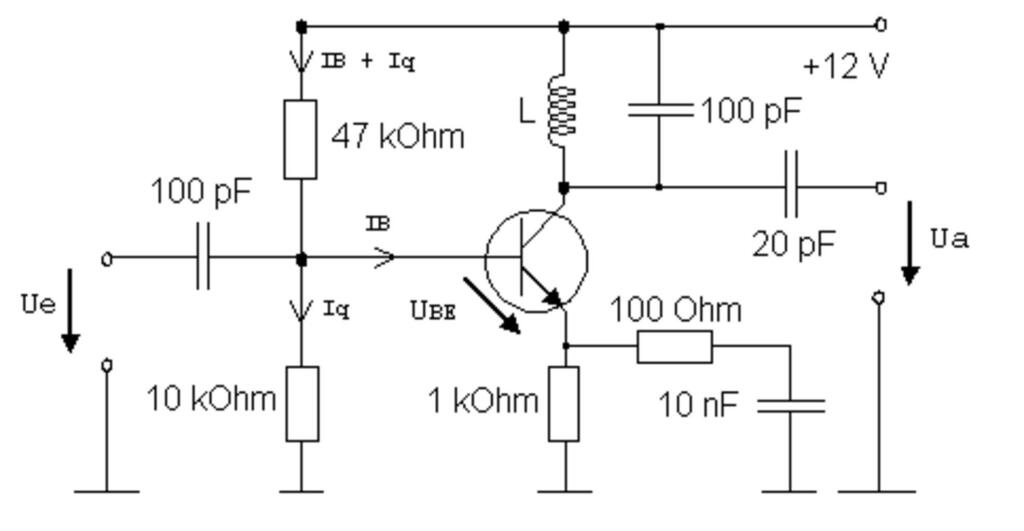 IB + Iq
+12 V
L
100 pF
47 kOhm
100 pF
IB
20 pF
Ua
Ue
Iq
UBE
100 Ohm
10 kOhm
1 kOhm
10 nF